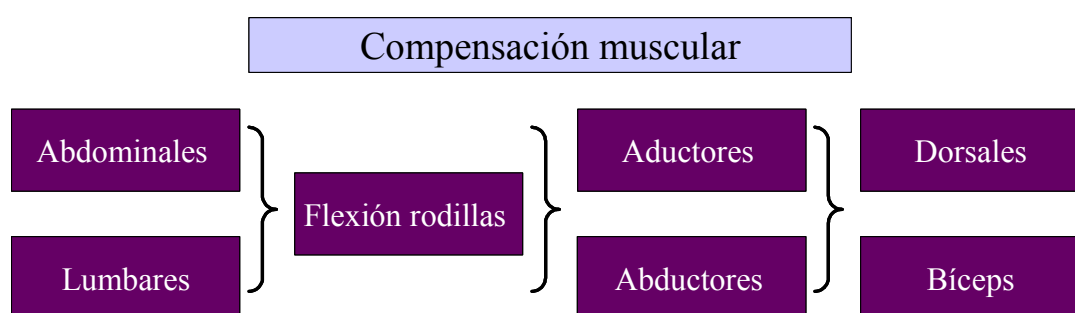 Compensación muscular
Abdominales
Lumbares
Flexión rodillas
Aductores
Abductores
Dorsales
Bíceps